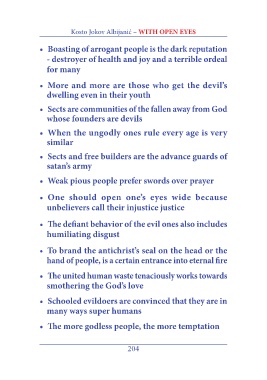 Kosto Jokov Albijanić – WITH OPEN EYES
• Boasting of arrogant people is the dark reputation
- destroyer of health and joy and a terrible ordeal
for many
• More and more are those who get the devil's
dwelling even in their youth
• Sects are communities of the fallen away from God
whose founders are devils
• When the ungodly ones rule every age is very
similar
• Sects and free builders are the advance guards of
satan's army
• Weak pious people prefer swords over prayer
• One should open one's eyes wide because
unbelievers call their injustice justice
• The defiant behavior of the evil ones also includes
humiliating disgust
• To brand the antichrist's seal on the head or the
hand of people, is a certain entrance into eternal fire
• The united human waste tenaciously works towards
smothering the God's love
• Schooled evildoers are convinced that they are in
many ways super humans
• The more godless people, the more temptation
204